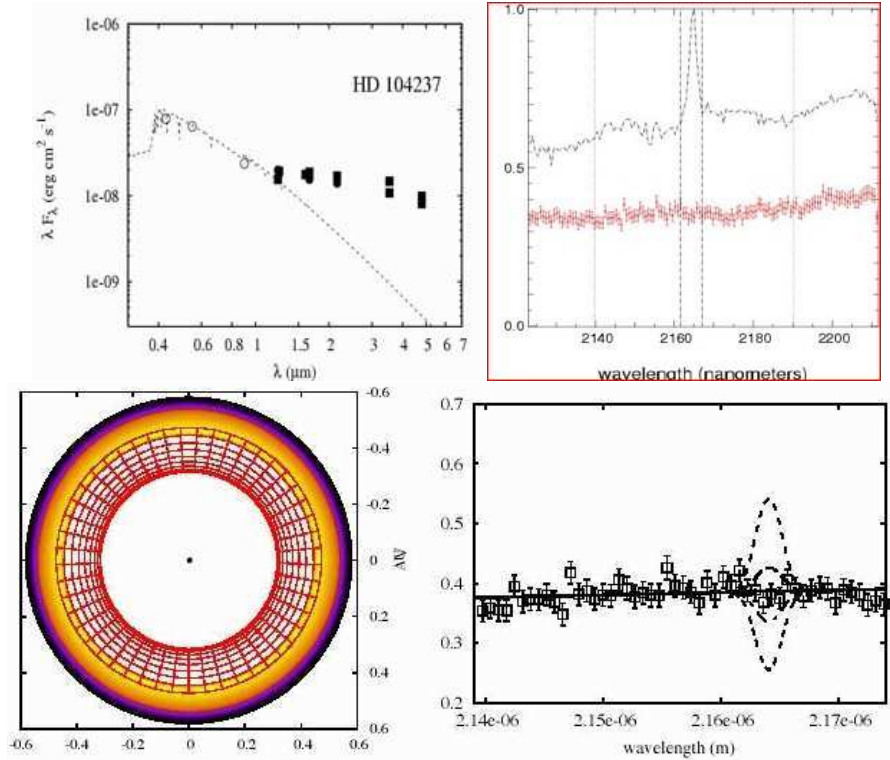 1e-06
1e-07
1e-08
1e-09
HD 104237
λ Fλ (erg cm² s⁻¹)
0.4 0.6 0.8 1 1.5 2 3 4 5 6 7
λ (μm)
1.0
0.5
0.0
2140 2160 2180 2200
wavelength (nanometers)
-0.6
-0.4
-0.2
0
0.2
0.4
0.6
-0.6 -0.4 -0.2 0 0.2 0.4 0.6
0.7
0.6
0.5
0.4
0.3
0.2
2.14e-06 2.15e-06 2.16e-06 2.17e-06
wavelength (m)